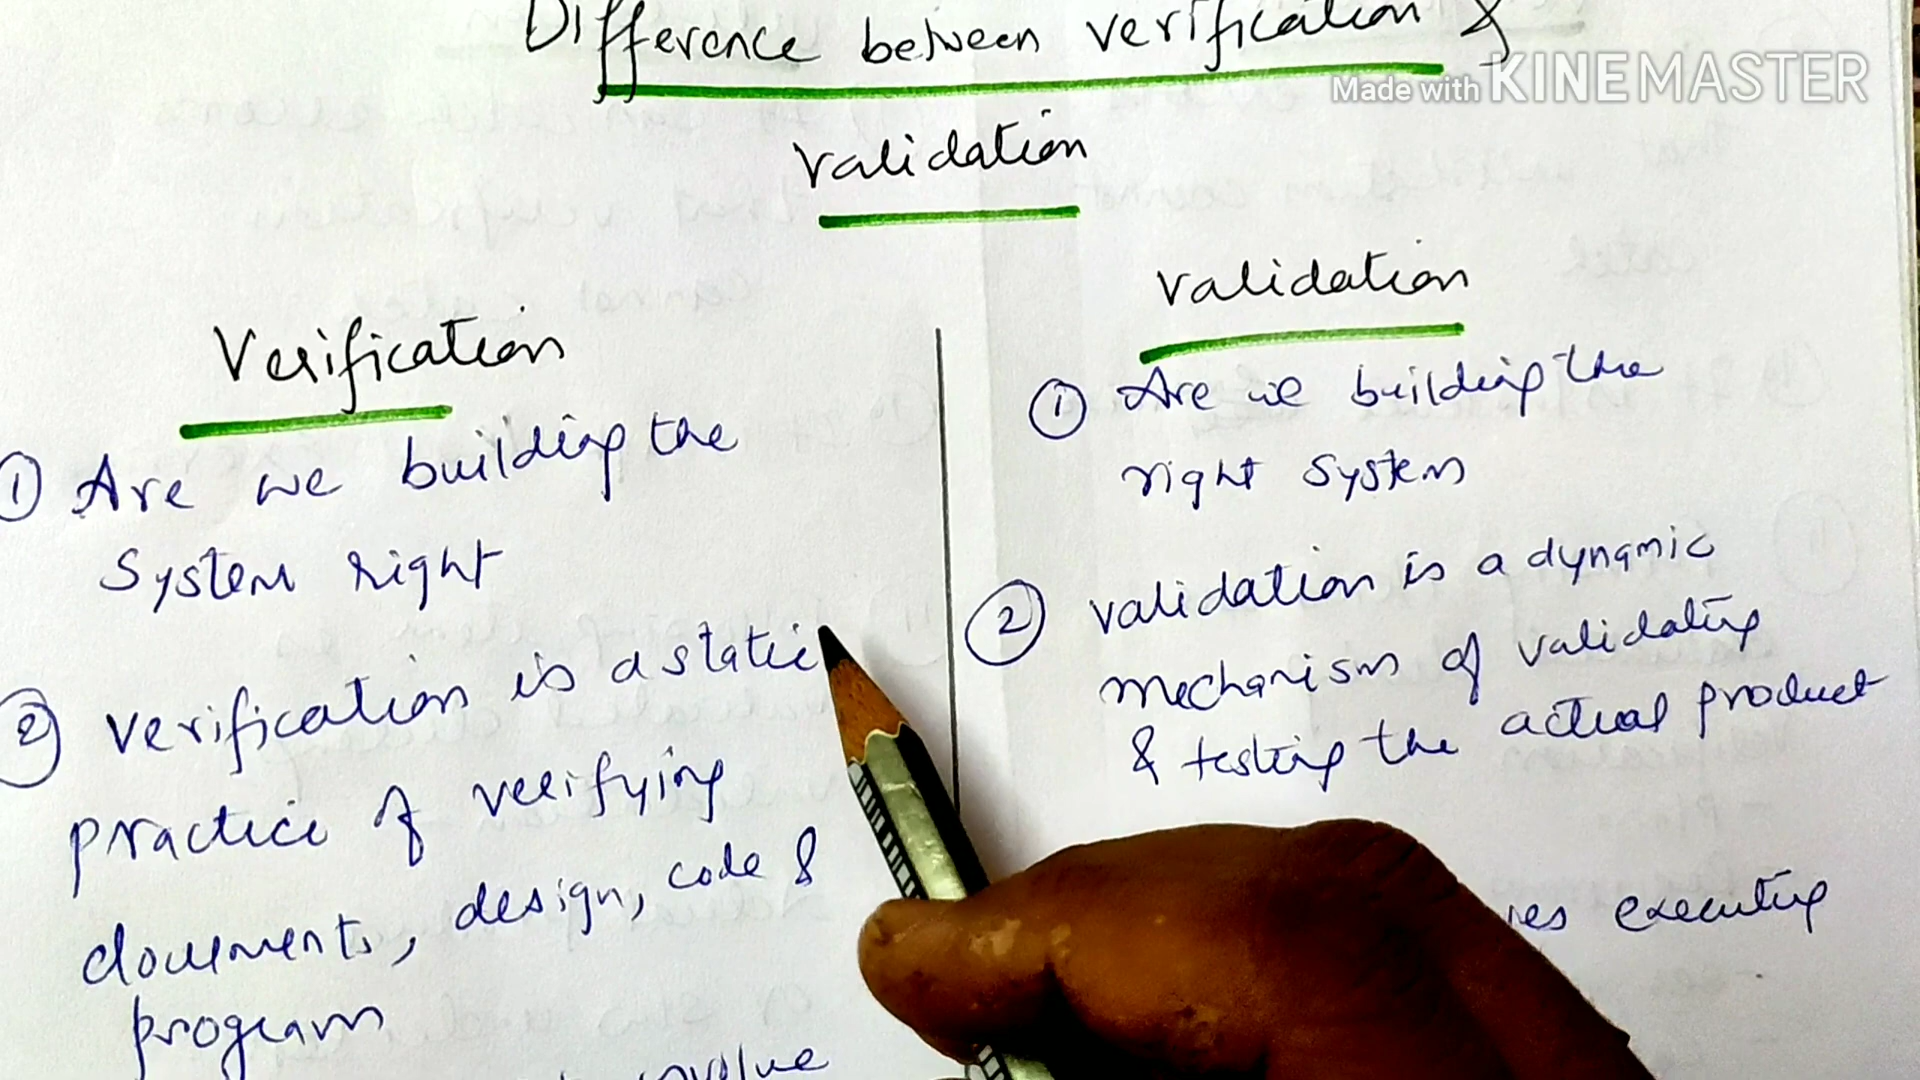 Difference between verification &
Made with KINEMASTER
Validation
Verification
① Are we building the
System right
② Verification is a static
practice of verifying
documents, design, code &
program
involve
Validation
① Are we building the
right System
② Validation is a dynamic
mechanism of validating
& testing the actual product
executing